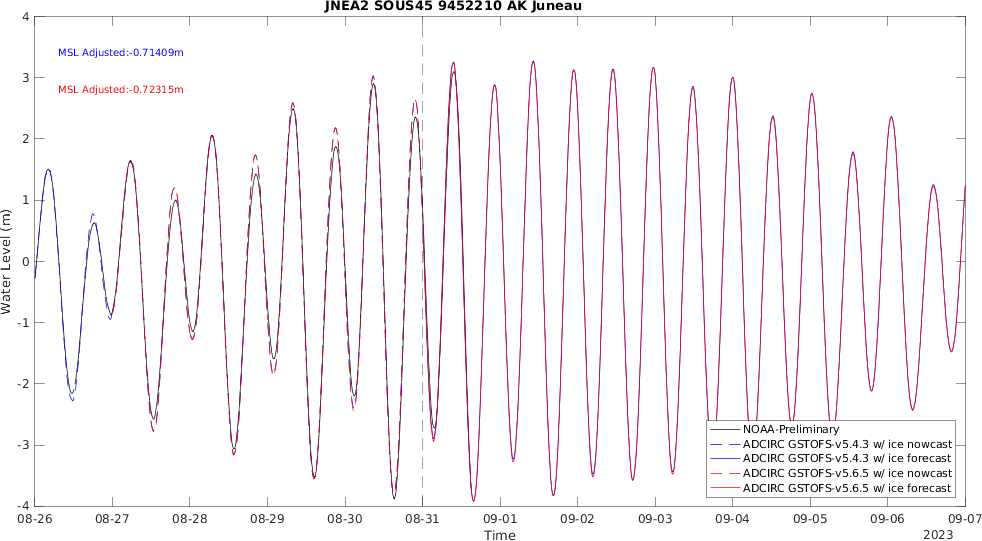 JNEA2 SOUS45 9452210 AK Juneau
4
3
2
1
0
-1
-2
-3
-4
Water Level (m)
MSL Adjusted:-0.71409m
MSL Adjusted:-0.72315m
NOAA-Preliminary
ADCIRC GSTOFS-v5.4.3 w/ ice nowcast
ADCIRC GSTOFS-v5.4.3 w/ ice forecast
ADCIRC GSTOFS-v5.6.5 w/ ice nowcast
ADCIRC GSTOFS-v5.6.5 w/ ice forecast
08-26 08-27 08-28 08-29 08-30 08-31 09-01 09-02 09-03 09-04 09-05 09-06 09-07
Time
2023